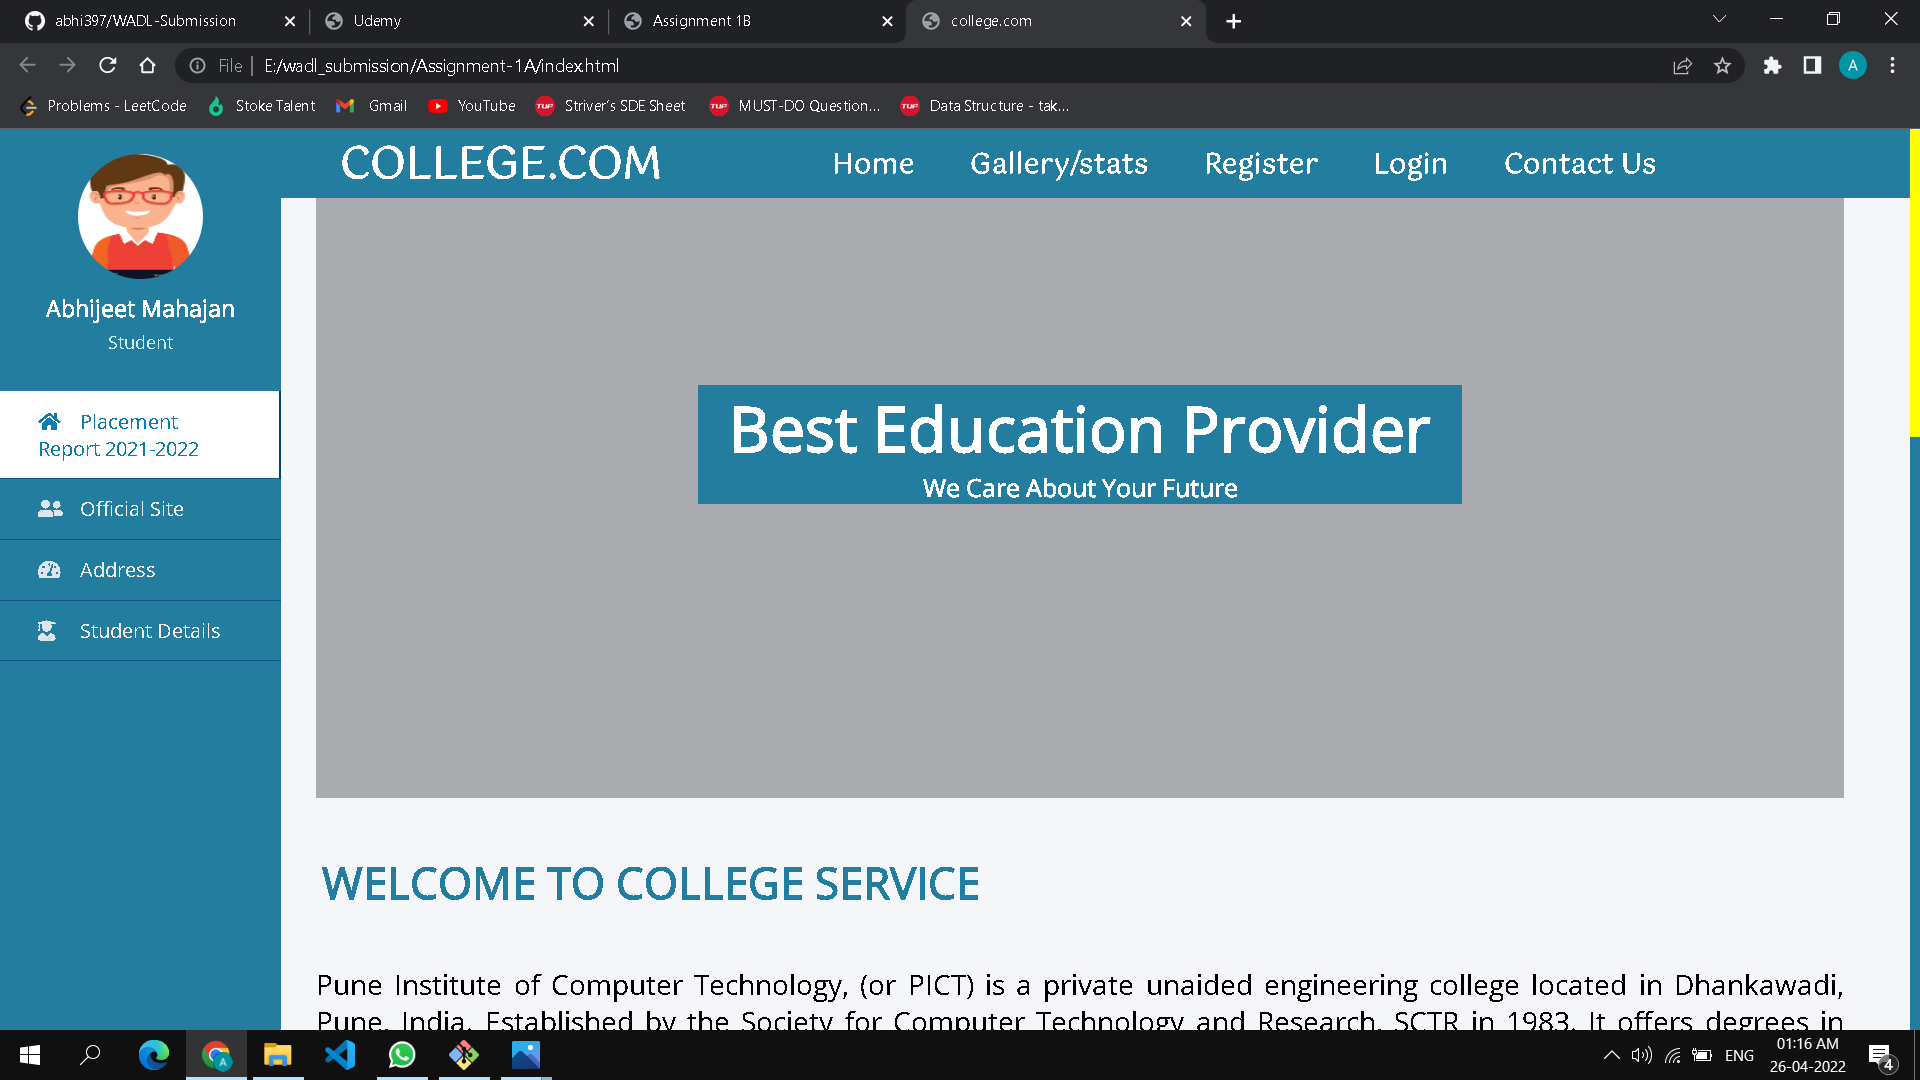 abhi397/WADL-Submission
Udemy
Assignment 1B
college.com
File
E:/wadl_submission/Assignment-1A/index.html
A
Problems - LeetCode
Stoke Talent
Gmail
YouTube
TUF
Striver's SDE Sheet
TUF
MUST-DO Question...
TUF
Data Structure - tak...
COLLEGE.COM
Home
Gallery/stats
Register
Login
Contact Us
Abhijeet Mahajan
Student
Placement
Report 2021-2022
Official Site
Address
Student Details
Best Education Provider
We Care About Your Future
WELCOME TO COLLEGE SERVICE
Pune Institute of Computer Technology, (or PICT) is a private unaided engineering college located in Dhankawadi,
Pune, India. Established by the Society for Computer Technology and Research, SCTR in 1983. It offers degrees in
A
ENG
01:16 AM
26-04-2022
4